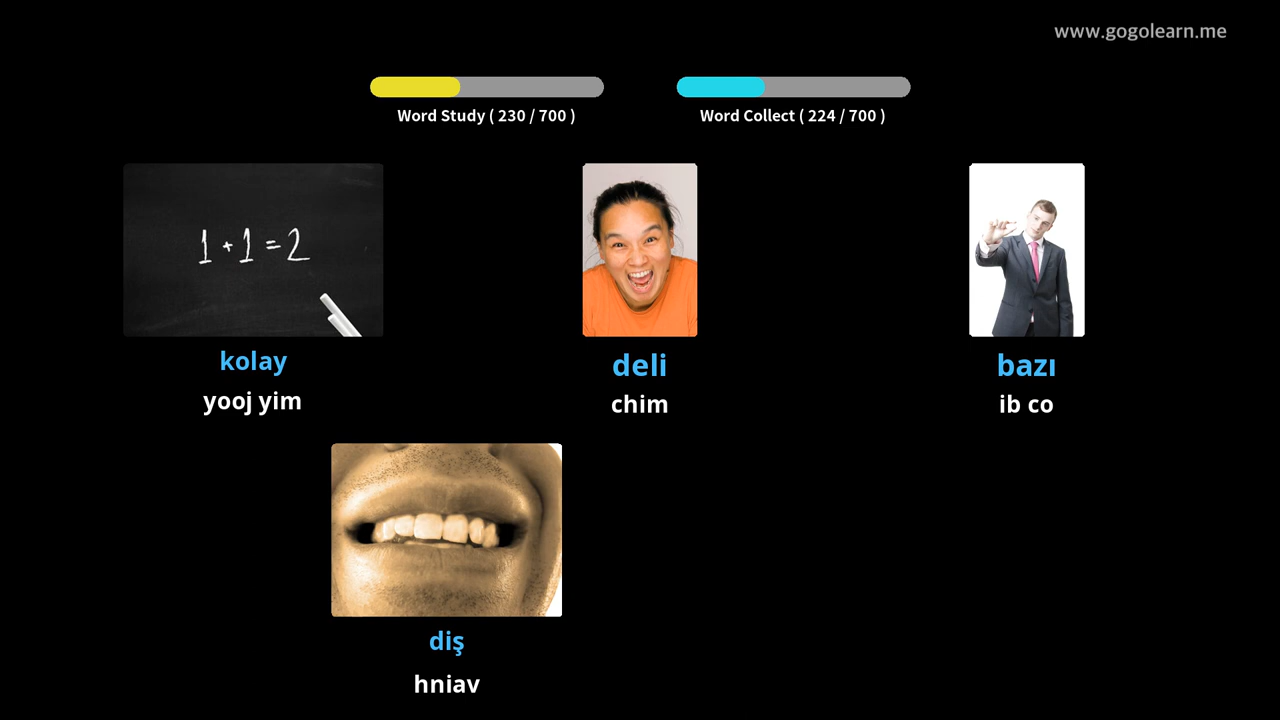 www.gogolearn.me
Word Study ( 230 / 700 )
Word Collect ( 224 / 700 )
1 + 1 = 2
kolay
yooj yim
deli
chim
bazı
ib co
diş
hniav